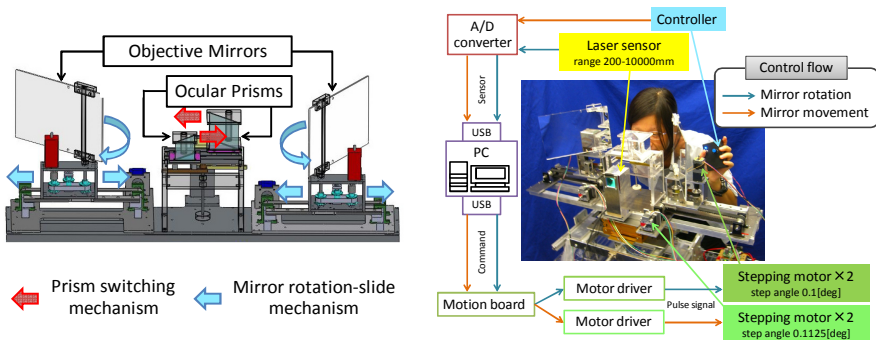 Objective Mirrors
Ocular Prisms
Prism switching
mechanism
Mirror rotation-slide
mechanism
A/D
converter
Controller
Laser sensor
range 200-10000mm
Control flow
Mirror rotation
Mirror movement
Sensor
USB
PC
USB
Command
Motion board
Motor driver
Pulse signal
Motor driver
Stepping motor×2
step angle 0.1[deg]
Stepping motor×2
step angle 0.1125[deg]